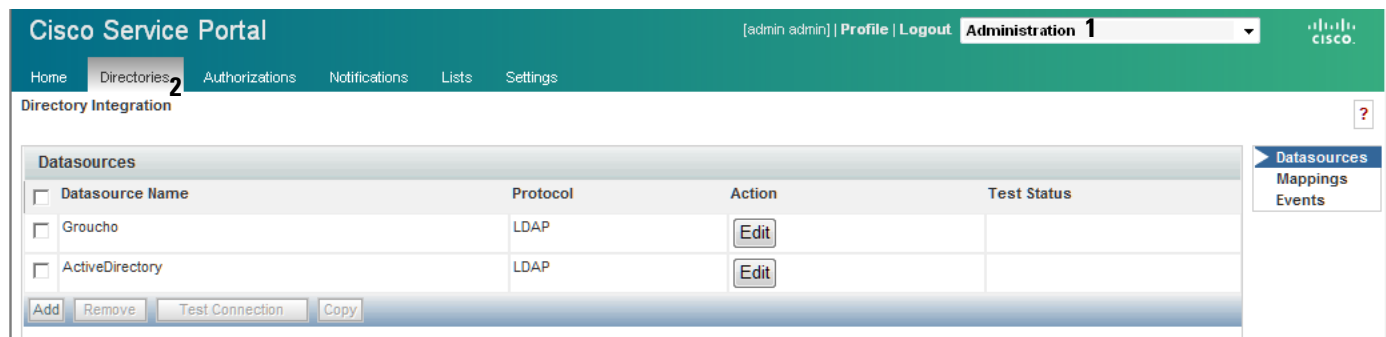 Cisco Service Portal
[admin admin] | Profile | Logout Administration 1
CISCO.
Home Directories 2 Authorizations Notifications Lists Settings
Directory Integration
?
Datasources
Datasource Name Protocol Action Test Status
Groucho LDAP Edit
ActiveDirectory LDAP Edit
Add Remove Test Connection Copy
Datasources
Mappings
Events